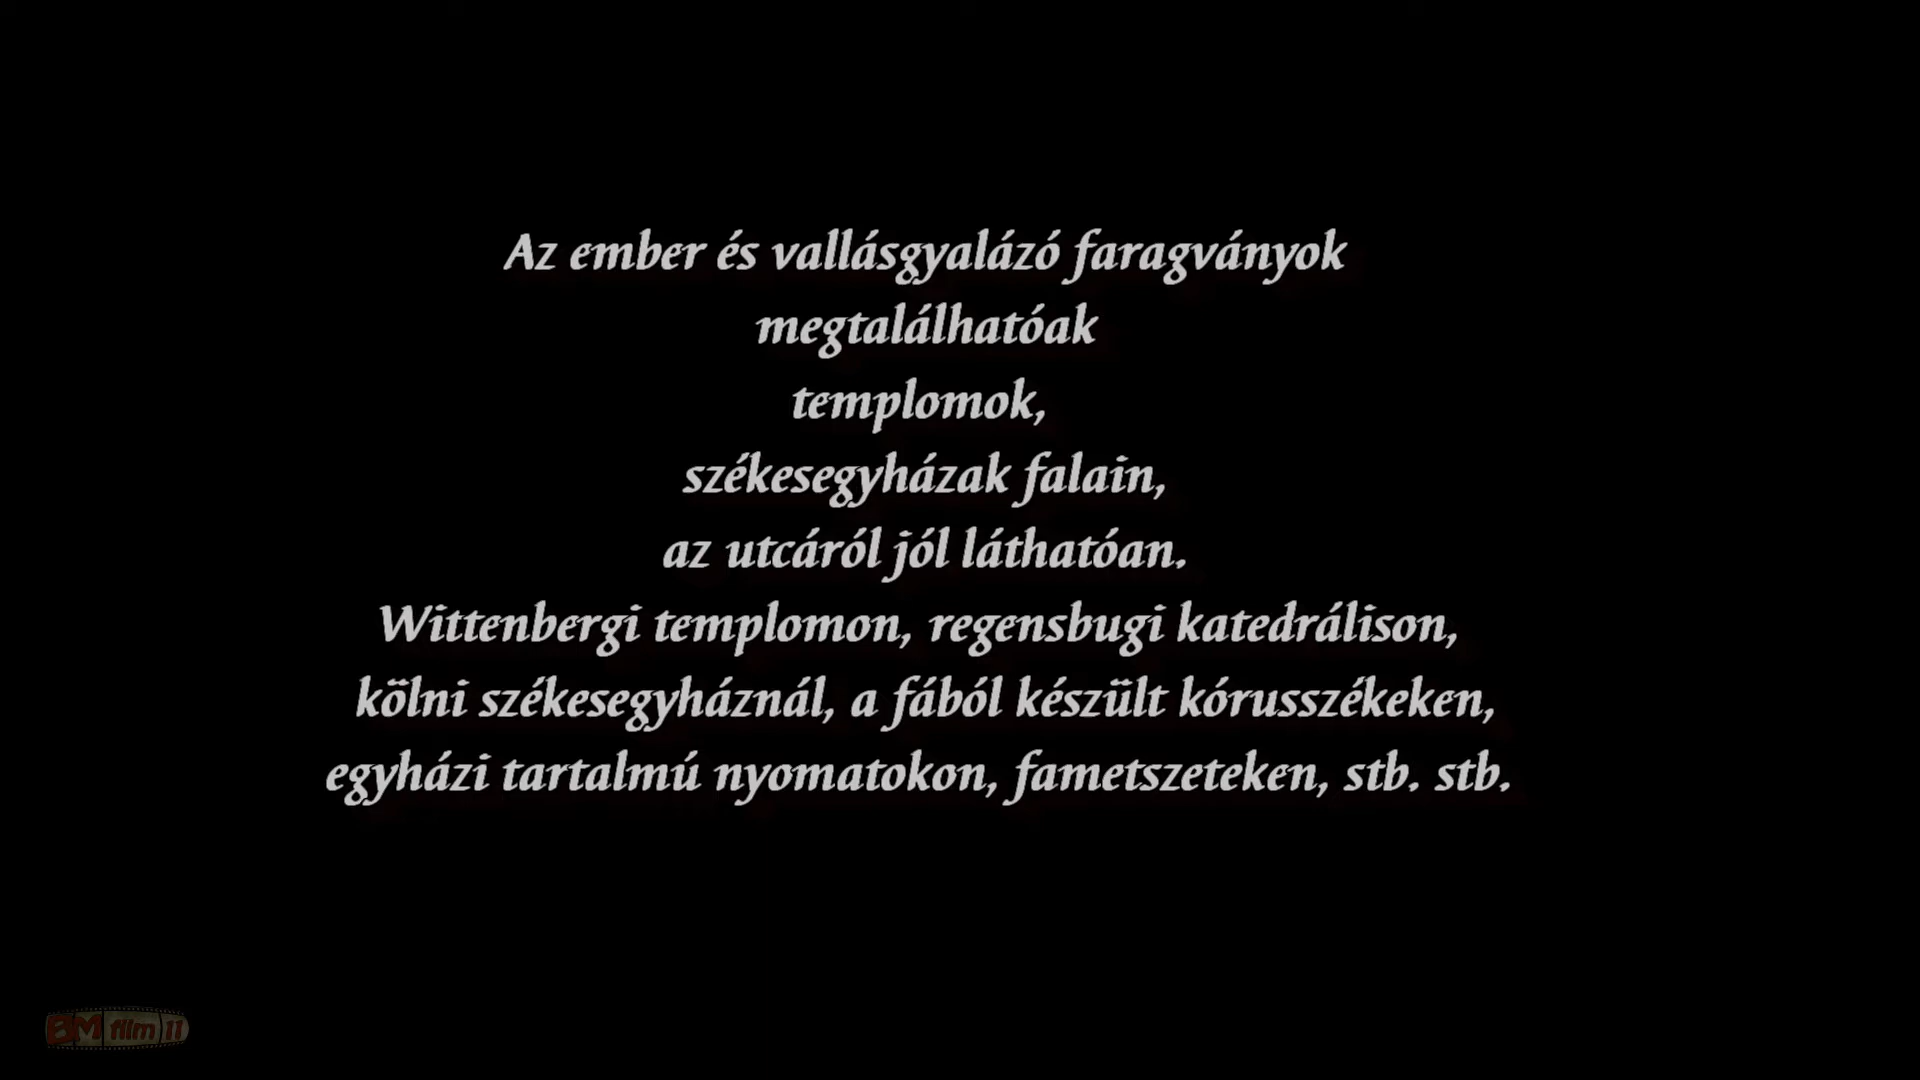 Az ember és vallásgyalázó faragványok
megtalálhatóak
templomok,
székesegyházak falain,
az utcáról jól láthatóan.
Wittenbergi templomon, regensbugi katedrálison,
kölni székesegyháznál, a fából készült kórusszékeken,
egyházi tartalmú nyomatokon, fametszeteken, stb. stb.
BM film 11